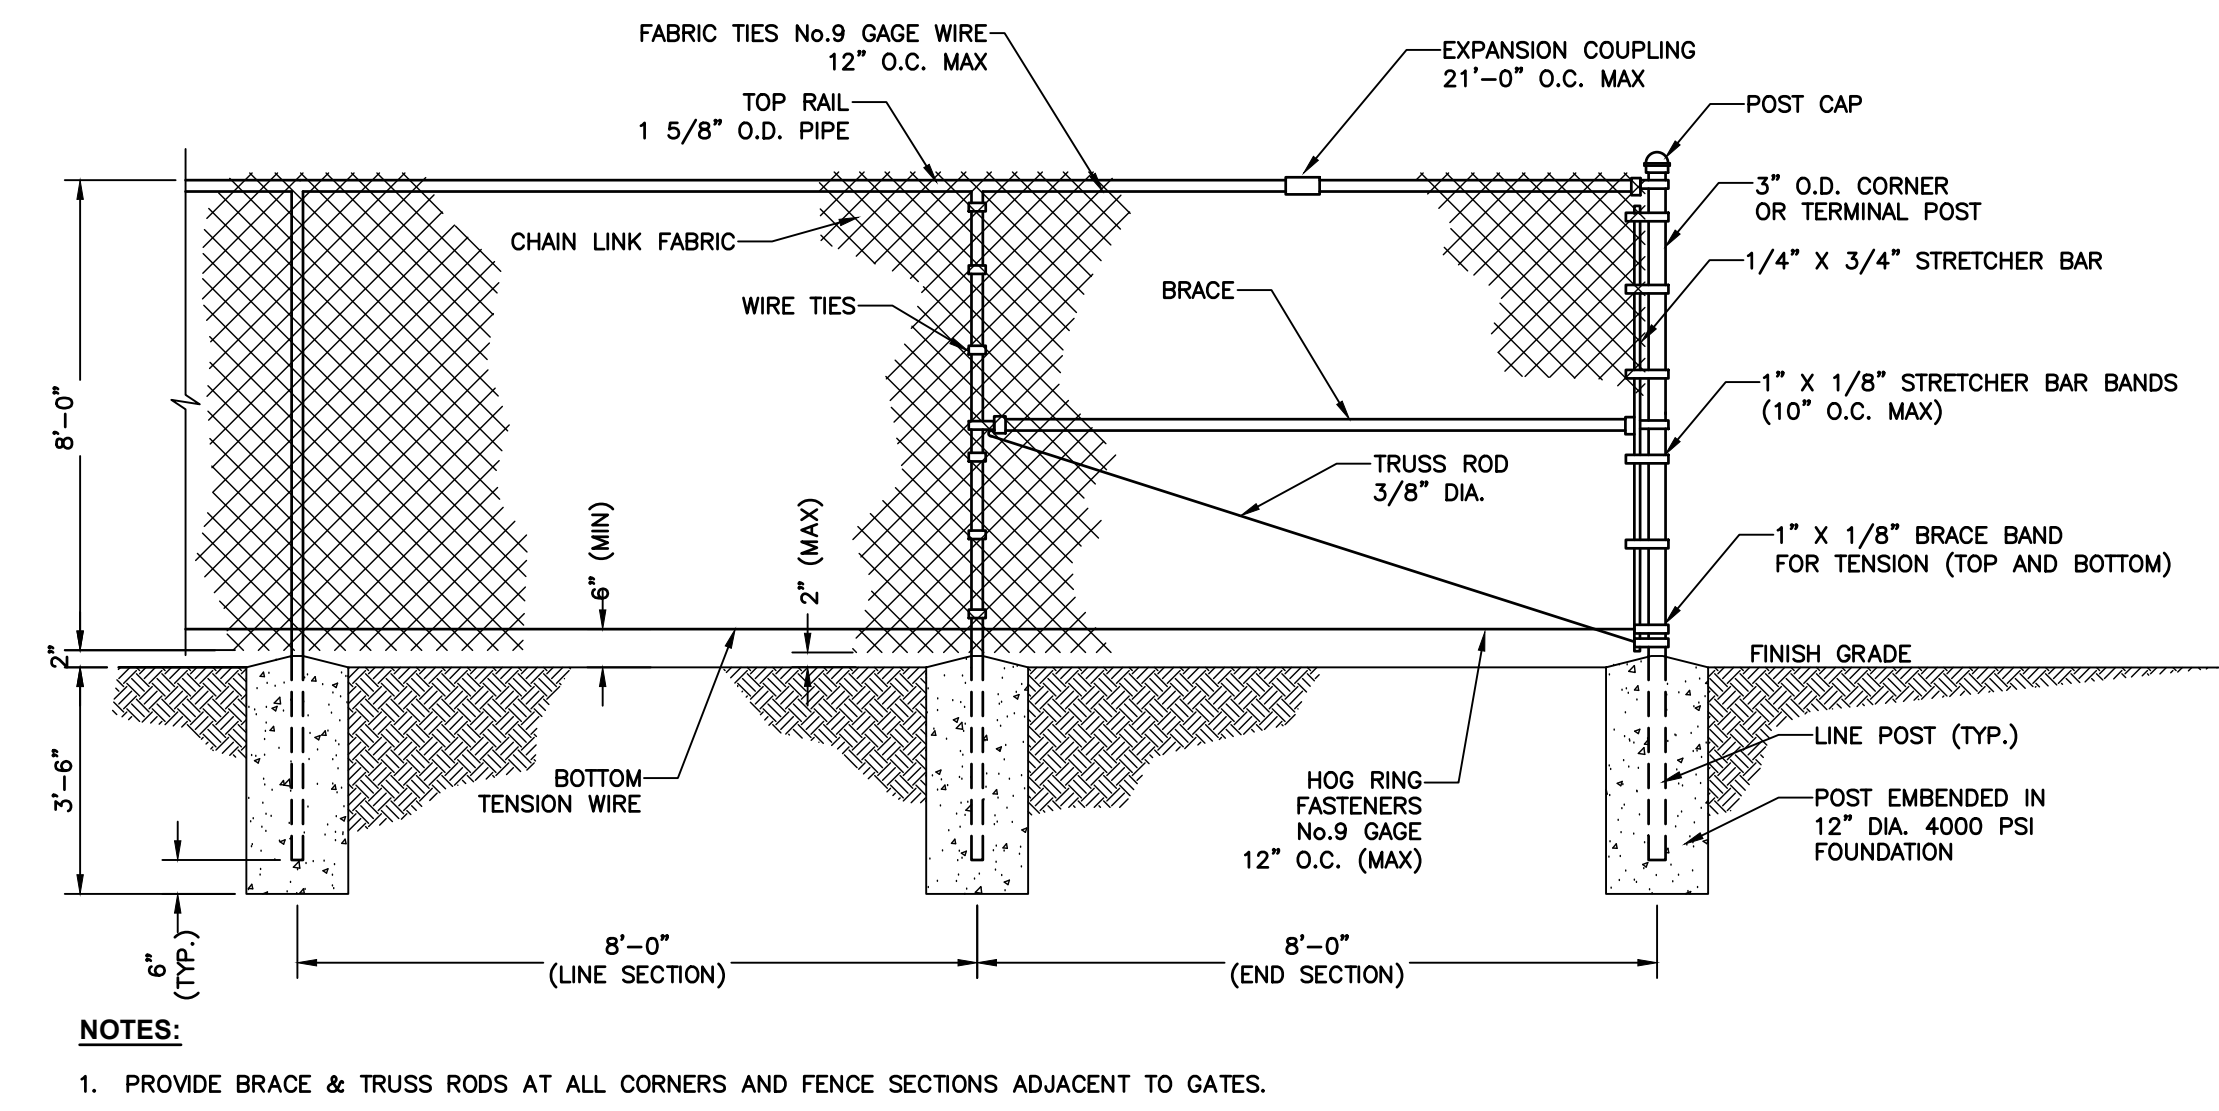 FABRIC TIES No.9 GAGE WIRE
12" O.C. MAX
EXPANSION COUPLING
21'-0" O.C. MAX
TOP RAIL
1 5/8" O.D. PIPE
POST CAP
3" O.D. CORNER
OR TERMINAL POST
CHAIN LINK FABRIC
1/4" X 3/4" STRETCHER BAR
WIRE TIES
BRACE
8'-0"
1" X 1/8" STRETCHER BAR BANDS
(10" O.C. MAX)
TRUSS ROD
3/8" DIA.
6" (MIN)
2" (MAX)
1" X 1/8" BRACE BAND
FOR TENSION (TOP AND BOTTOM)
2"
FINISH GRADE
3'-6"
LINE POST (TYP.)
BOTTOM
TENSION WIRE
HOG RING
FASTENERS
No.9 GAGE
12" O.C. (MAX)
POST EMBENDED IN
12" DIA. 4000 PSI
FOUNDATION
6"
(TYP.)
8'-0"
(LINE SECTION)
8'-0"
(END SECTION)
NOTES:
1. PROVIDE BRACE & TRUSS RODS AT ALL CORNERS AND FENCE SECTIONS ADJACENT TO GATES.